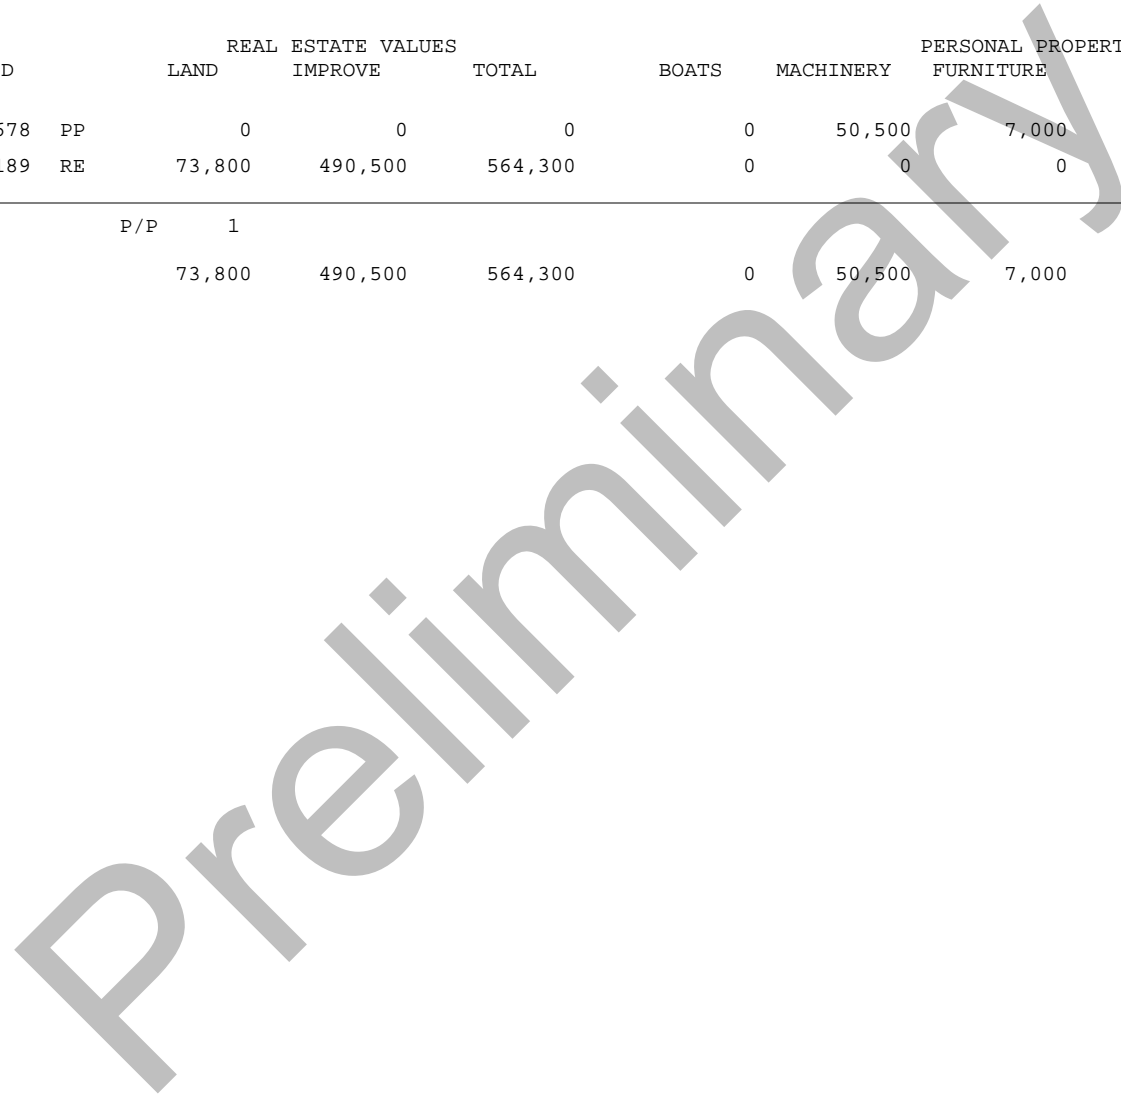 REAL ESTATE VALUES PERSONAL PROPERT
D LAND IMPROVE TOTAL BOATS MACHINERY FURNITURE
578 PP 0 0 0 0 50,500 7,000
189 RE 73,800 490,500 564,300 0 0 0
P/P 1
73,800 490,500 564,300 0 50,500 7,000
Preliminary